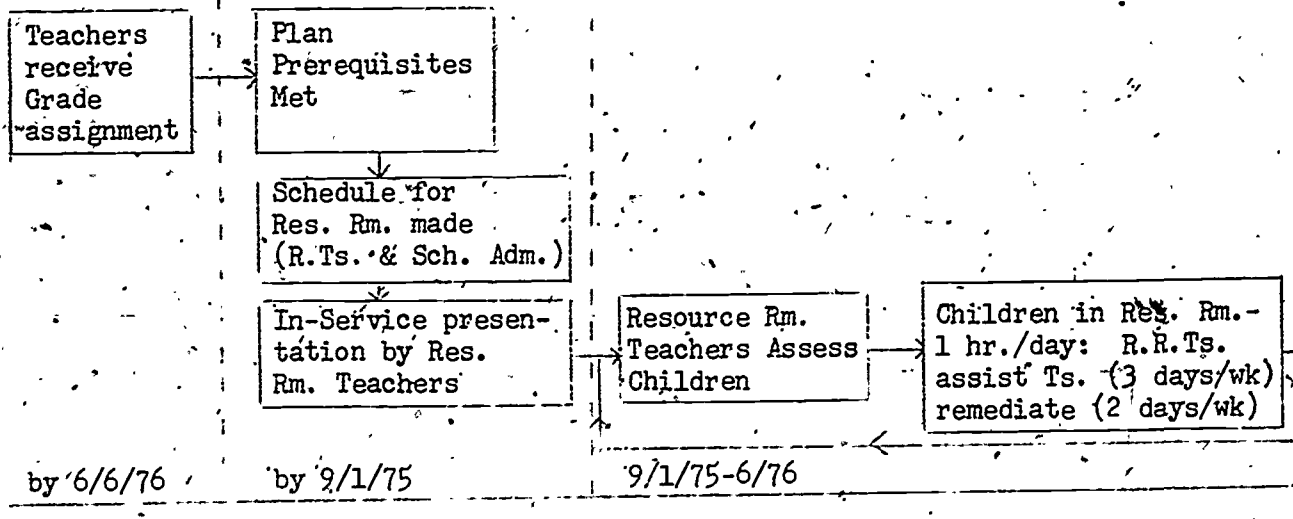 Teachers
receive
Grade
assignment
Plan
Prerequisites
Met
Schedule for
Res. Rm. made
(R.Ts. & Sch. Adm.)
In-Service presen-
tation by Res.
Rm. Teachers
Resource Rm.
Teachers Assess
Children
Children in Res. Rm.-
1 hr./day: R.R.Ts.
assist Ts. (3 days/wk)
remediate (2 days/wk)
by 6/6/76
by 9/1/75
9/1/75-6/76